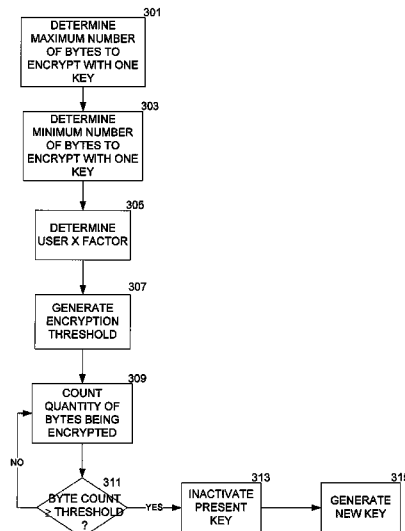 301
DETERMINE
MAXIMUM NUMBER
OF BYTES TO
ENCRYPT WITH ONE
KEY
303
DETERMINE
MINIMUM NUMBER
OF BYTES TO
ENCRYPT WITH ONE
KEY
305
DETERMINE
USER X FACTOR
307
GENERATE
ENCRYPTION
THRESHOLD
309
COUNT
QUANTITY OF
BYTES BEING
ENCRYPTED
NO
311
BYTE COUNT
≥ THRESHOLD
?
YES
313
INACTIVATE
PRESENT
KEY
315
GENERATE
NEW KEY